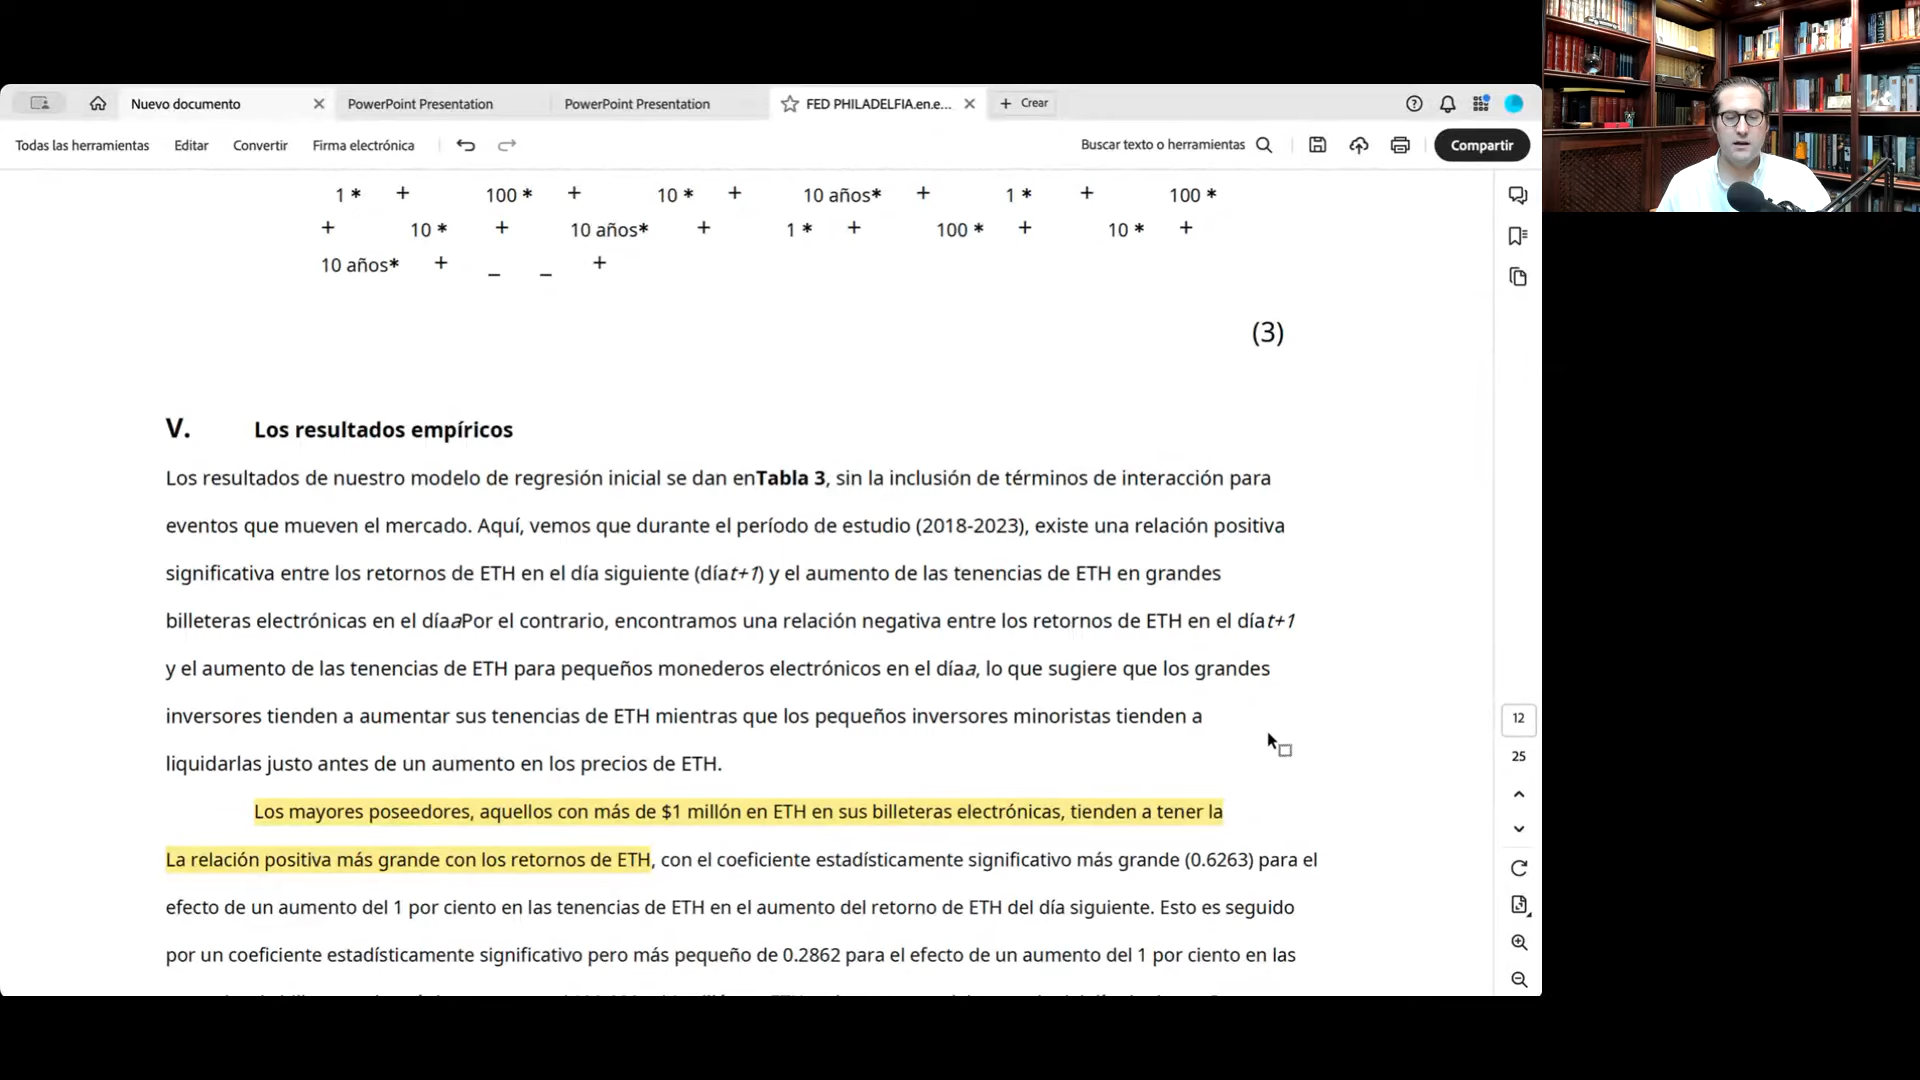 Nuevo documento
PowerPoint Presentation
PowerPoint Presentation
FED PHILADELFIA.en.e...
Crear
Todas las herramientas
Editar
Convertir
Firma electrónica
Buscar texto o herramientas
Compartir
1 * + 100 * + 10 * + 10 años* + 1 * + 100 *
+ 10 * + 10 años* + 1 * + 100 * + 10 * +
10 años* + _ _ +
(3)
V. Los resultados empíricos
Los resultados de nuestro modelo de regresión inicial se dan enTabla 3, sin la inclusión de términos de interacción para
eventos que mueven el mercado. Aquí, vemos que durante el período de estudio (2018-2023), existe una relación positiva
significativa entre los retornos de ETH en el día siguiente (díat+1) y el aumento de las tenencias de ETH en grandes
billeteras electrónicas en el díaaPor el contrario, encontramos una relación negativa entre los retornos de ETH en el díat+1
y el aumento de las tenencias de ETH para pequeños monederos electrónicos en el díaa, lo que sugiere que los grandes
inversores tienden a aumentar sus tenencias de ETH mientras que los pequeños inversores minoristas tienden a
liquidarlas justo antes de un aumento en los precios de ETH.
Los mayores poseedores, aquellos con más de $1 millón en ETH en sus billeteras electrónicas, tienden a tener la
La relación positiva más grande con los retornos de ETH, con el coeficiente estadísticamente significativo más grande (0.6263) para el
efecto de un aumento del 1 por ciento en las tenencias de ETH en el aumento del retorno de ETH del día siguiente. Esto es seguido
por un coeficiente estadísticamente significativo pero más pequeño de 0.2862 para el efecto de un aumento del 1 por ciento en las
12
25